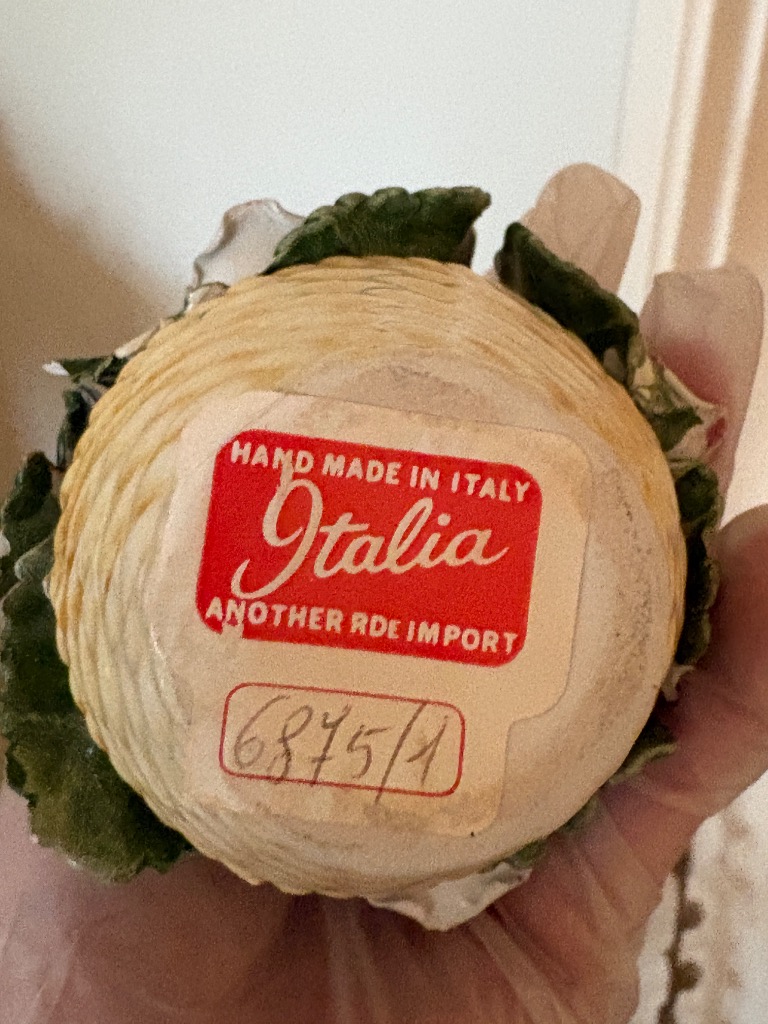 HAND MADE IN ITALY
Italia
ANOTHER RDE IMPORT
6875/1